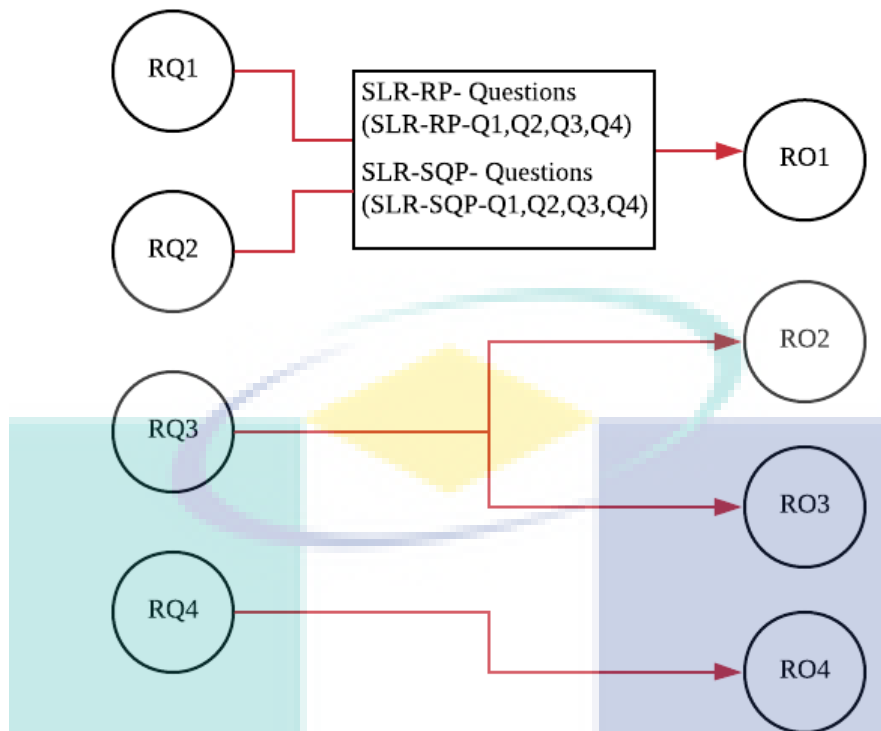 RQ1
SLR-RP- Questions
(SLR-RP-Q1,Q2,Q3,Q4)
SLR-SQP- Questions
(SLR-SQP-Q1,Q2,Q3,Q4)
RO1
RQ2
RO2
RQ3
RO3
RQ4
RO4